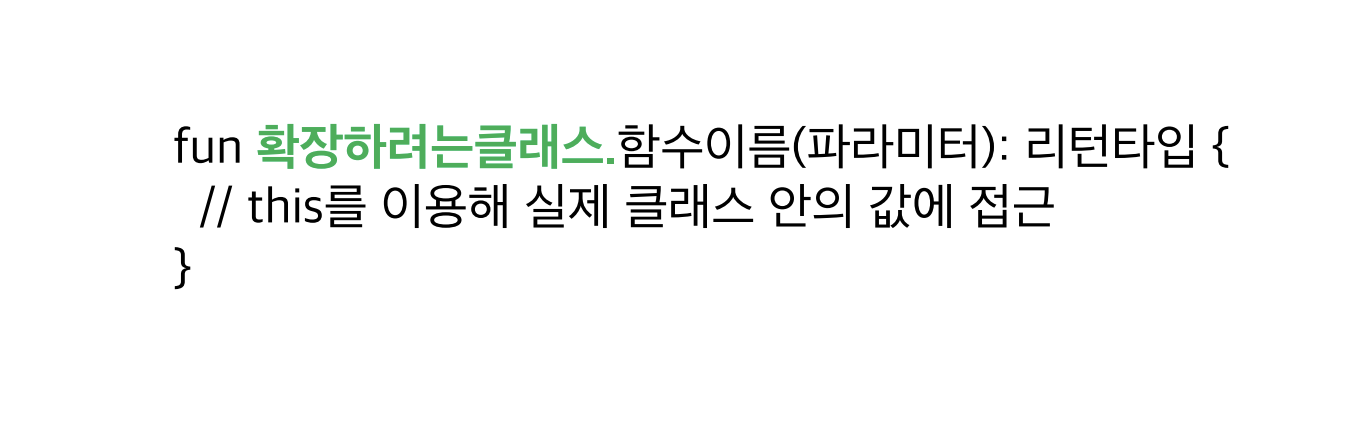 fun 확장하려는클래스.함수이름(파라미터): 리턴타입 {
// this를 이용해 실제 클래스 안의 값에 접근
}